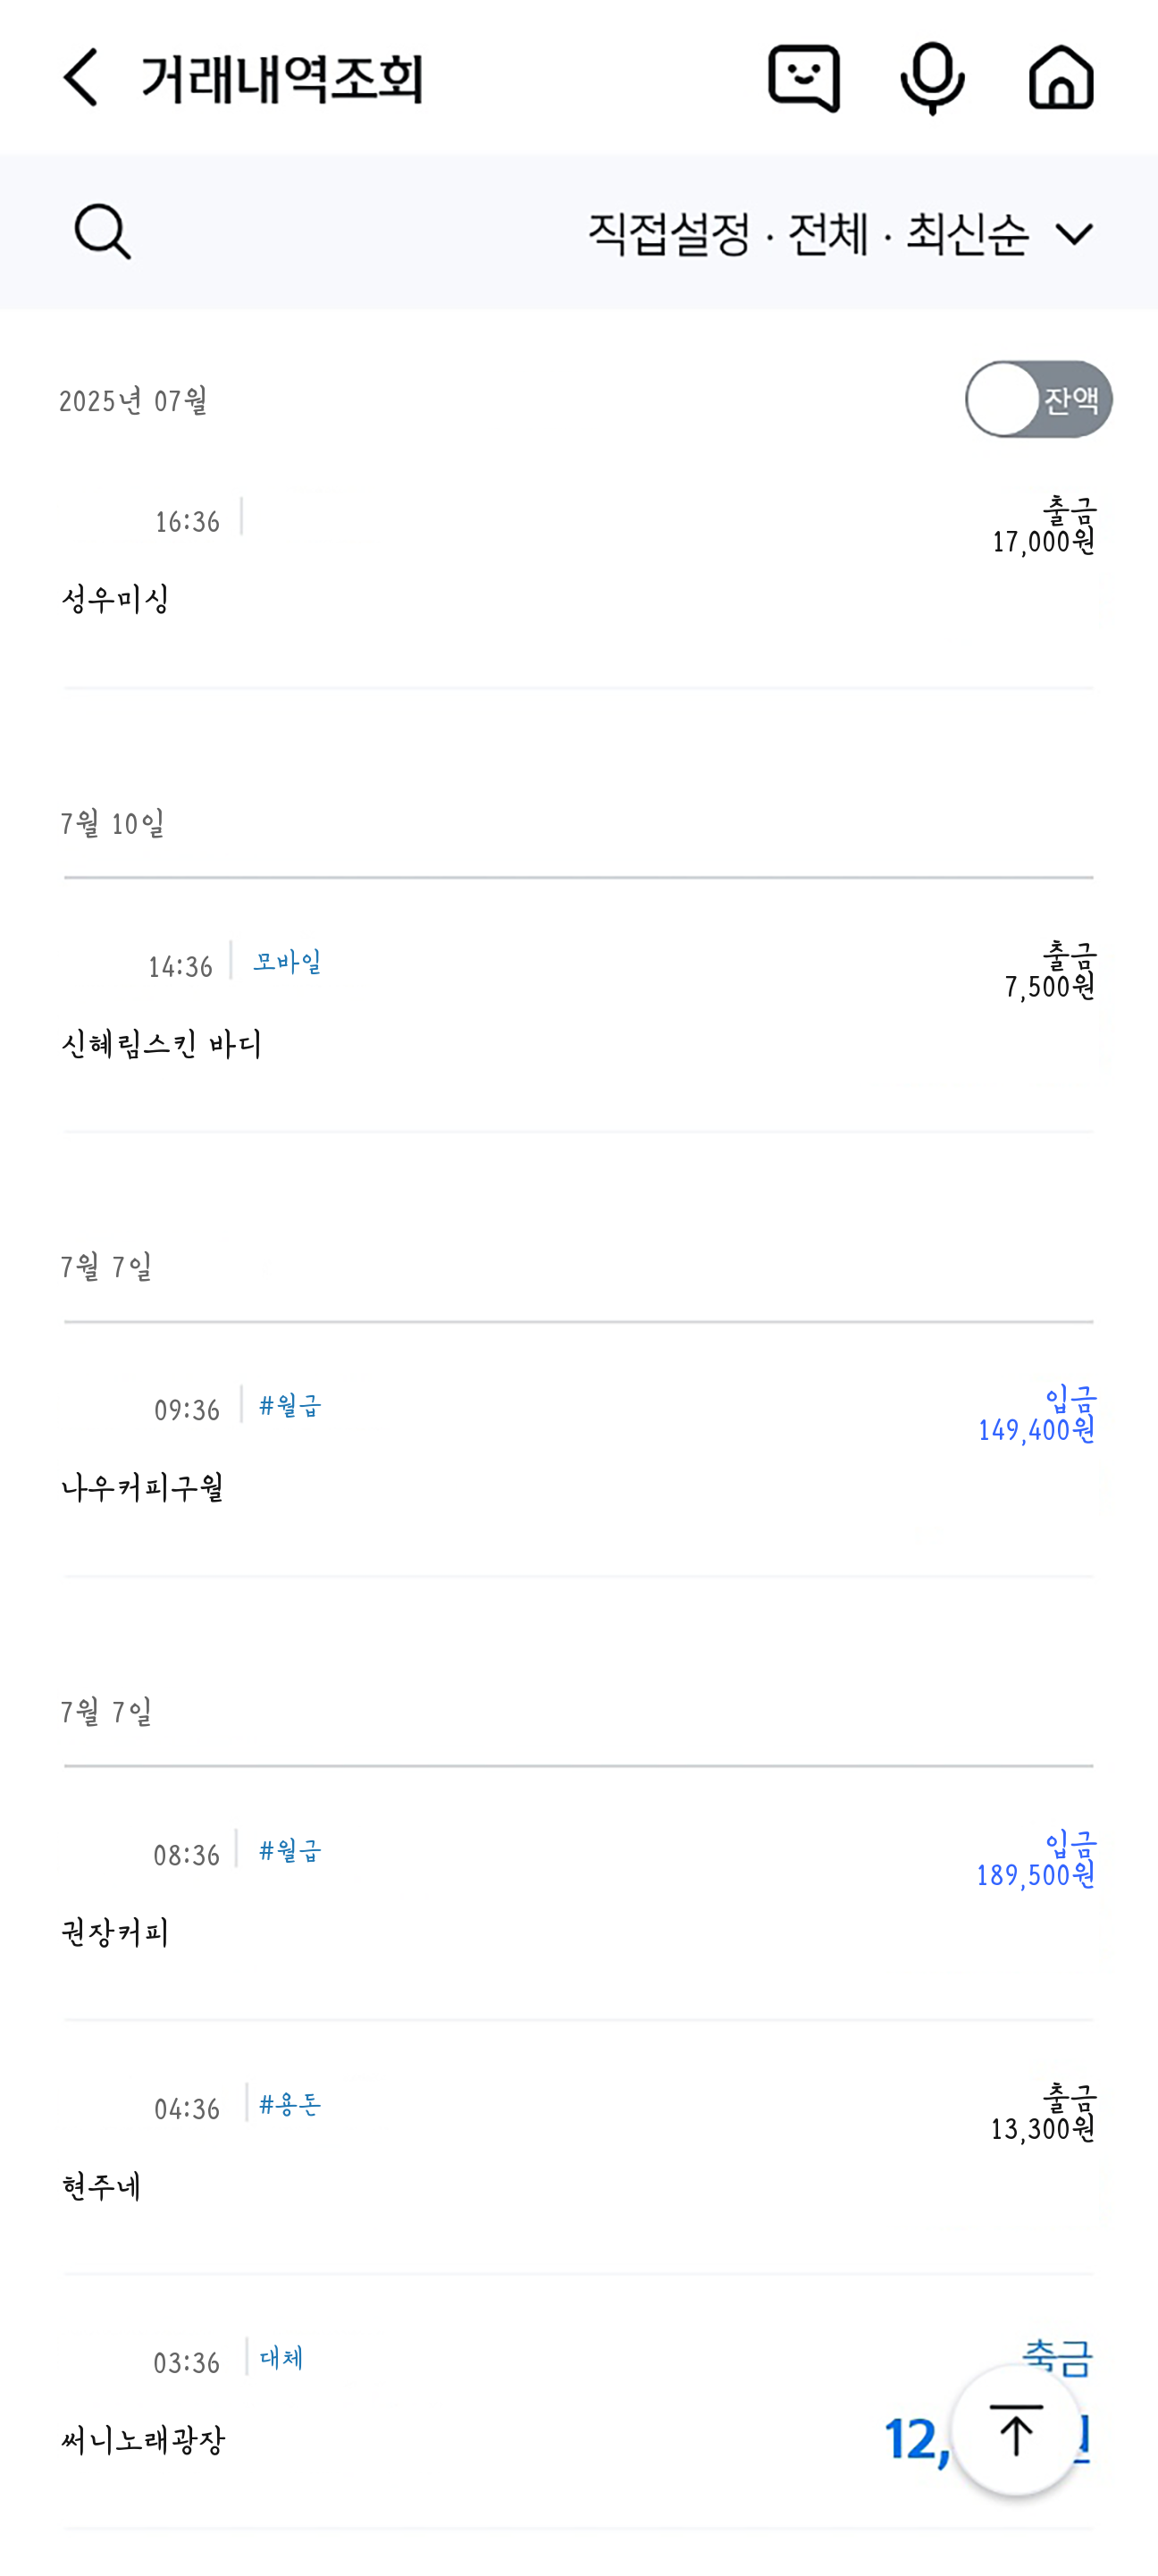 거래내역조회
직접설정 · 전체 · 최신순
2025년 07월
잔액
16:36
출금
17,000원
성우미싱
7월 10일
14:36 모바일
출금
7,500원
신혜림스킨 바디
7월 7일
09:36 #월급
입금
149,400원
나우커피구월
7월 7일
08:36 #월급
입금
189,500원
권장커피
04:36 #용돈
출금
13,300원
현주네
03:36 대체
써니노래광장
12,